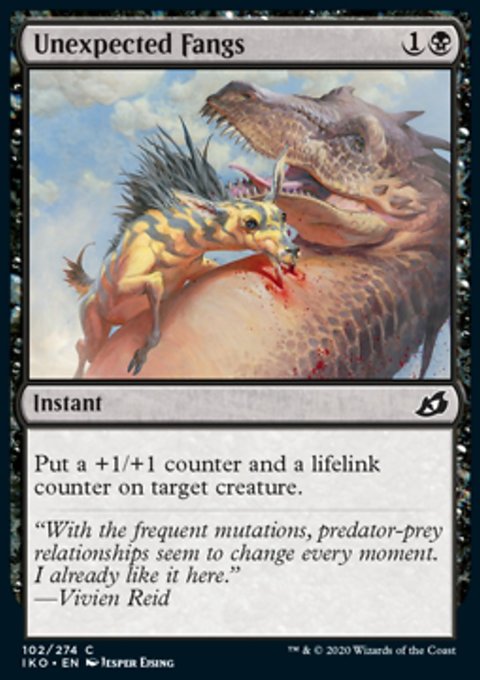 Unexpected Fangs 1
Instant
Put a +1/+1 counter and a lifelink
counter on target creature.
“With the frequent mutations, predator-prey
relationships seem to change every moment.
I already like it here.”
—Vivien Reid
102/274 C
IKO • EN Jesper Ejsing
™ & © 2020 Wizards of the Coast